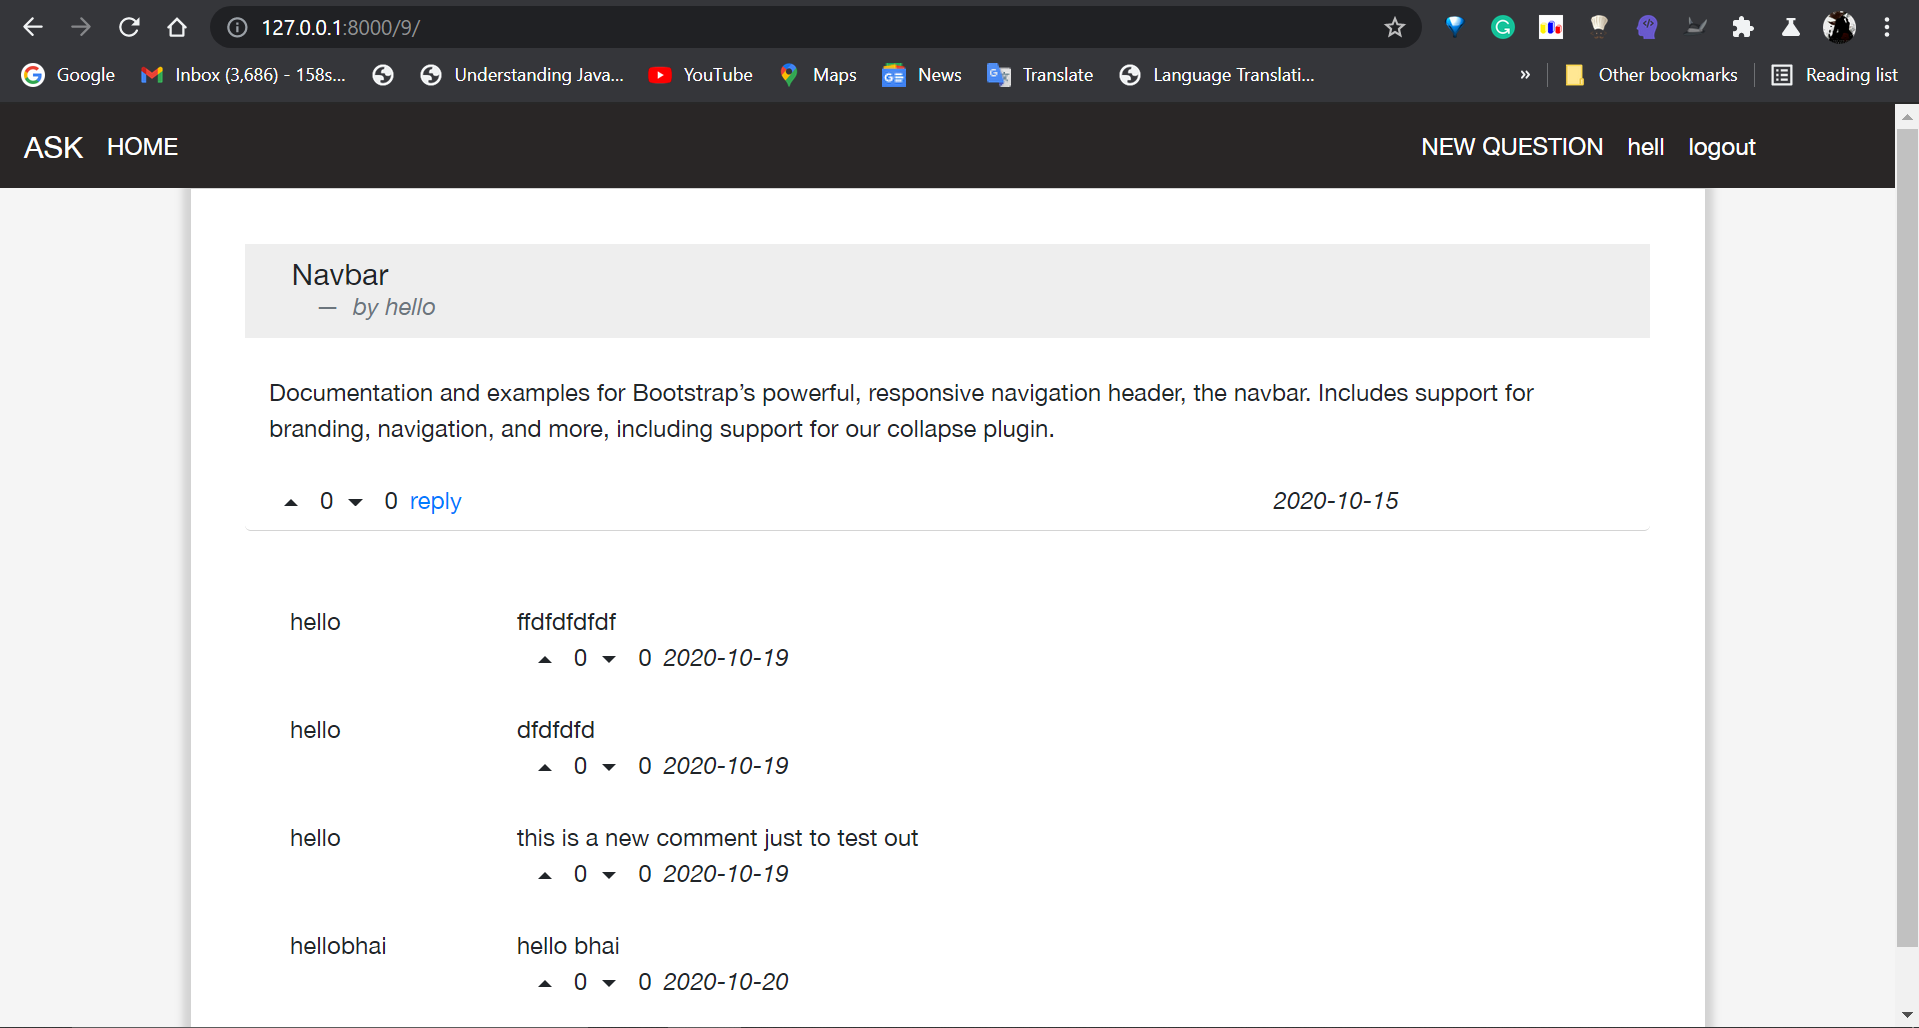 127.0.0.1:8000/9/
Google Inbox (3,686) - 158s... Understanding Java... YouTube Maps News Translate Language Translati... » Other bookmarks Reading list
ASK HOME NEW QUESTION hell logout
Navbar
— by hello
Documentation and examples for Bootstrap’s powerful, responsive navigation header, the navbar. Includes support for
branding, navigation, and more, including support for our collapse plugin.
0 0 reply 2020-10-15
hello ffdfdfdfdf
0 0 2020-10-19
hello dfdfdfd
0 0 2020-10-19
hello this is a new comment just to test out
0 0 2020-10-19
hellobhai hello bhai
0 0 2020-10-20